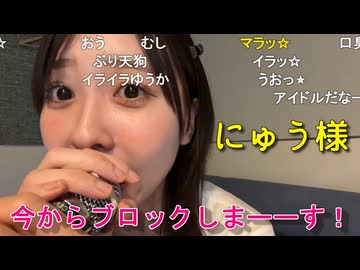 ☆ おう むし マラッ☆ 口臭
ぷり天狗 イラッ☆
イライラゆうか うおっ★
アイドルだなー
にゅう様
今からブロックしまーーす！